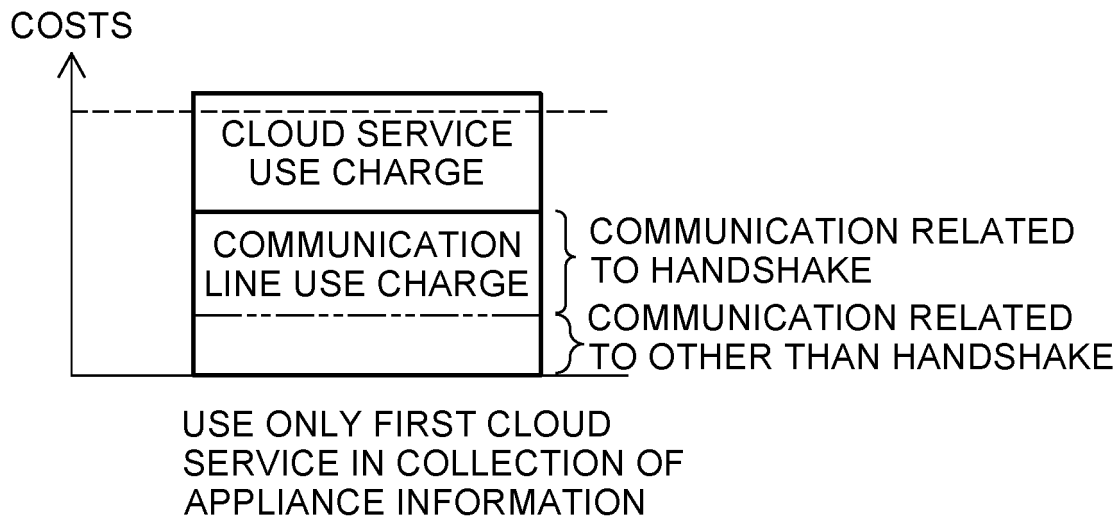 COSTS
CLOUD SERVICE
USE CHARGE
COMMUNICATION
LINE USE CHARGE
COMMUNICATION RELATED
TO HANDSHAKE
COMMUNICATION RELATED
TO OTHER THAN HANDSHAKE
USE ONLY FIRST CLOUD
SERVICE IN COLLECTION OF
APPLIANCE INFORMATION